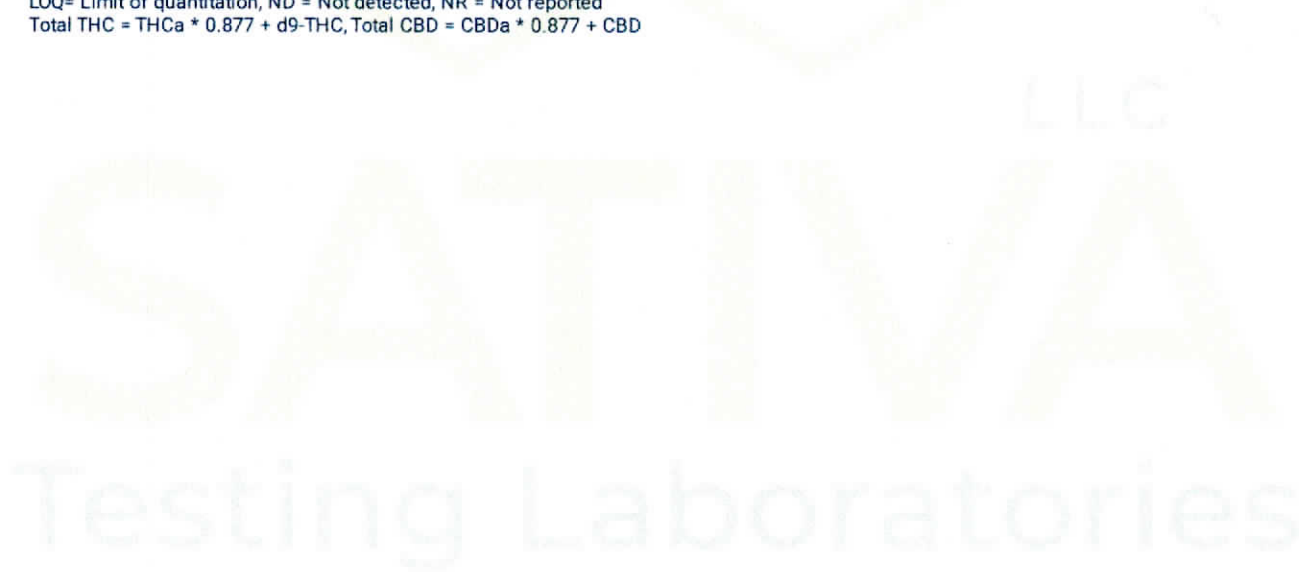 LOQ= Limit of quantitation, ND = Not detected, NR = Not reported
Total THC = THCa * 0.877 + d9-THC, Total CBD = CBDa * 0.877 + CBD
LLC
SATIVA
Testing Laboratories